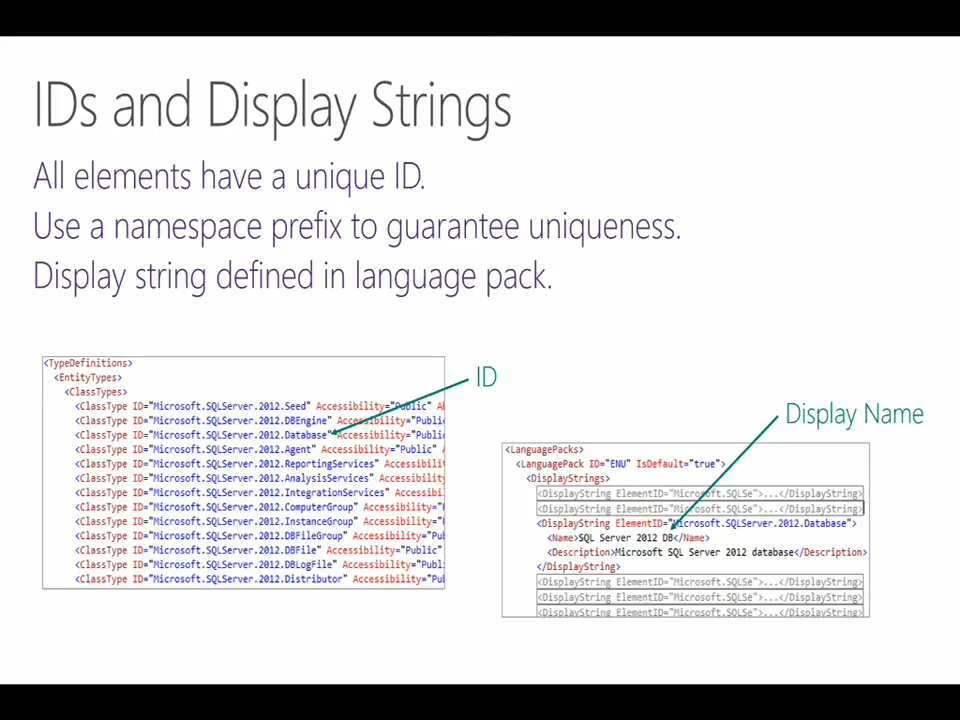 IDs and Display Strings
All elements have a unique ID.
Use a namespace prefix to guarantee uniqueness.
Display string defined in language pack.
<TypeDefinitions>
<EntityTypes>
<ClassTypes>
<ClassType ID="Microsoft.SQLServer.2012.Seed" Accessibility="Public"
<ClassType ID="Microsoft.SQLServer.2012.DBEngine" Accessibility="Public
<ClassType ID="Microsoft.SQLServer.2012.Database" Accessibility="Public
<ClassType ID="Microsoft.SQLServer.2012.Agent" Accessibility="Public"
<ClassType ID="Microsoft.SQLServer.2012.ReportingServices" Accessibilit
<ClassType ID="Microsoft.SQLServer.2012.AnalysisServices" Accessibility
<ClassType ID="Microsoft.SQLServer.2012.IntegrationServices" Accessibi
<ClassType ID="Microsoft.SQLServer.2012.ComputerGroup" Accessibility="
<ClassType ID="Microsoft.SQLServer.2012.InstanceGroup" Accessibility="
<ClassType ID="Microsoft.SQLServer.2012.DBFileGroup" Accessibility="Pu
<ClassType ID="Microsoft.SQLServer.2012.DBFile" Accessibility="Public"
<ClassType ID="Microsoft.SQLServer.2012.DBLogFile" Accessibility="Publ
<ClassType ID="Microsoft.SQLServer.2012.Distributor" Accessibility="Pu
ID
Display Name
<LanguagePacks>
<LanguagePack ID="ENU" IsDefault="true">
<DisplayStrings>
<DisplayString ElementID="Microsoft.SQLSe">...</DisplayString>
<DisplayString ElementID="Microsoft.SQLSe">...</DisplayString>
<DisplayString ElementID="Microsoft.SQLServer.2012.Database">
<Name>SQL Server 2012 DB</Name>
<Description>Microsoft SQL Server 2012 database</Description>
</DisplayString>
<DisplayString ElementID="Microsoft.SQLSe">...</DisplayString>
<DisplayString ElementID="Microsoft.SQLSe">...</DisplayString>
<DisplayString ElementID="Microsoft.SQLSe">...</DisplayString>